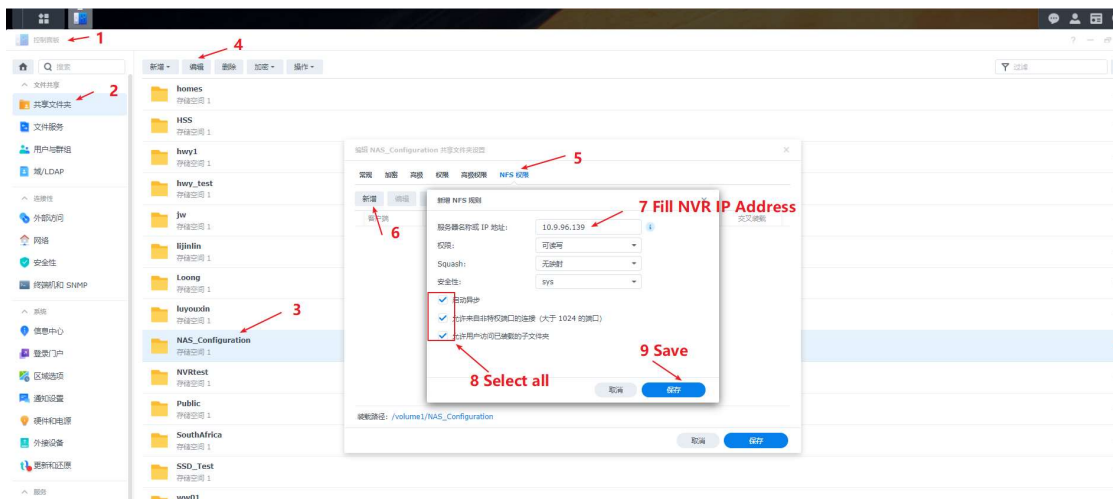 控制面板
1
搜索
4
新增 编辑 删除 加密 操作
过滤
文件共享
2
共享文件夹
文件服务
用户与群组
域/LDAP
连接性
外部访问
网络
安全性
终端机和 SNMP
系统
信息中心
登录门户
区域选项
通知设置
硬件和电源
外接设备
更新和还原
服务
homes
存储空间 1
HSS
存储空间 1
hwy1
存储空间 1
hwy_test
存储空间 1
jw
存储空间 1
lijinlin
存储空间 1
Loong
存储空间 1
luyouxin
存储空间 1
3
NAS_Configuration
存储空间 1
NVRtest
存储空间 1
Public
存储空间 1
SouthAfrica
存储空间 1
SSD_Test
存储空间 1
ww01
编辑 NAS_Configuration 共享文件夹设置
5
常规 加密 高级 权限 高级权限 NFS 权限
新增 编辑
客户端
交叉装载
6
新增 NFS 规则
7 Fill NVR IP Address
服务器名称或 IP 地址: 10.9.96.139
权限: 可读写
Squash: 无映射
安全性: sys
启动异步
允许来自非特权端口的连接 (大于 1024 的端口)
允许用户访问已装载的子文件夹
8 Select all
9 Save
取消 保存
装载路径: /volume1/NAS_Configuration
取消 保存